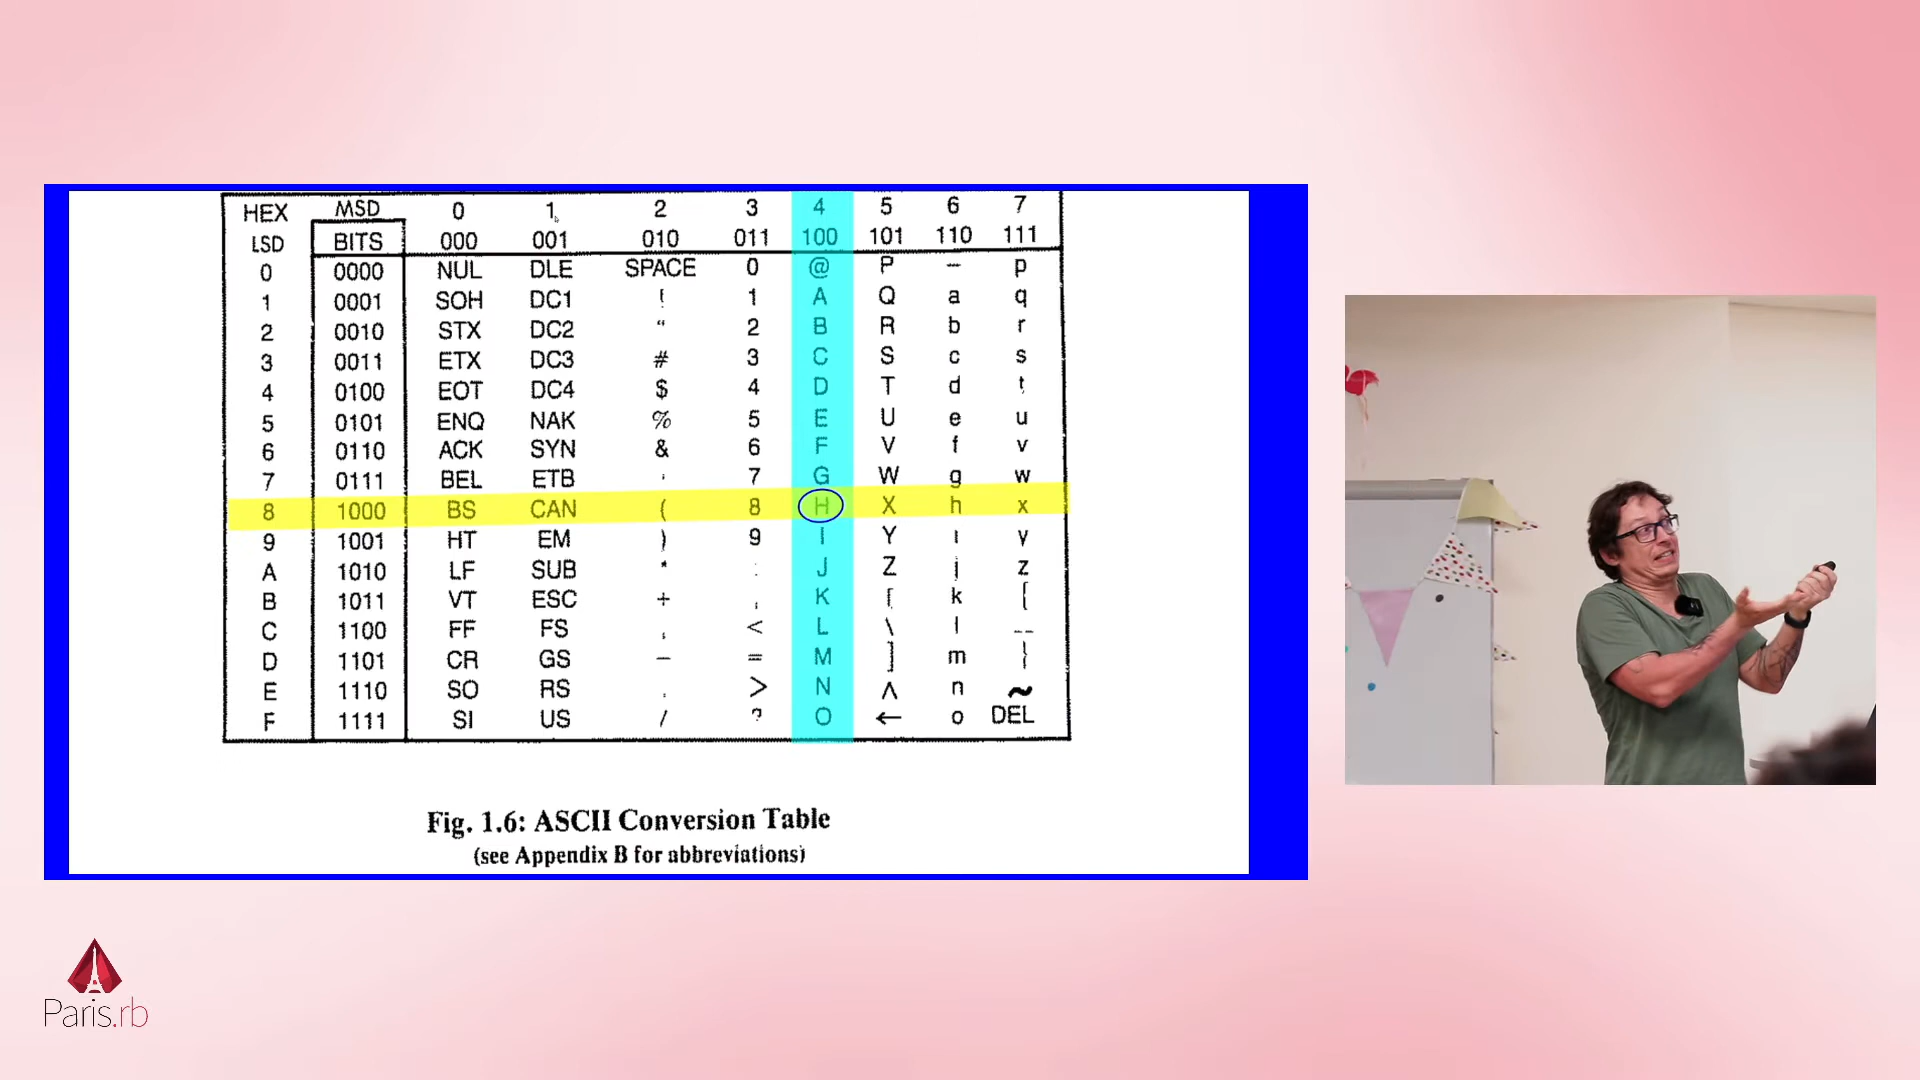 HEX MSD 0 1 2 3 4 5 6 7
LSD BITS 000 001 010 011 100 101 110 111
0 0000 NUL DLE SPACE 0 @ P — p
1 0001 SOH DC1 ! 1 A Q a q
2 0010 STX DC2 “ 2 B R b r
3 0011 ETX DC3 # 3 C S c s
4 0100 EOT DC4 $ 4 D T d t
5 0101 ENQ NAK % 5 E U e u
6 0110 ACK SYN & 6 F V f v
7 0111 BEL ETB 7 G W g w
8 1000 BS CAN ( 8 H X h x
9 1001 HT EM ) 9 I Y i y
A 1010 LF SUB * : J Z j z
B 1011 VT ESC + ; K [ k
C 1100 FF FS , < L \ l
D 1101 CR GS – = M ] m }
E 1110 SO RS . > N ∧ n ~
F 1111 SI US / ? O ← o DEL
Fig. 1.6: ASCII Conversion Table
(see Appendix B for abbreviations)
Paris.rb